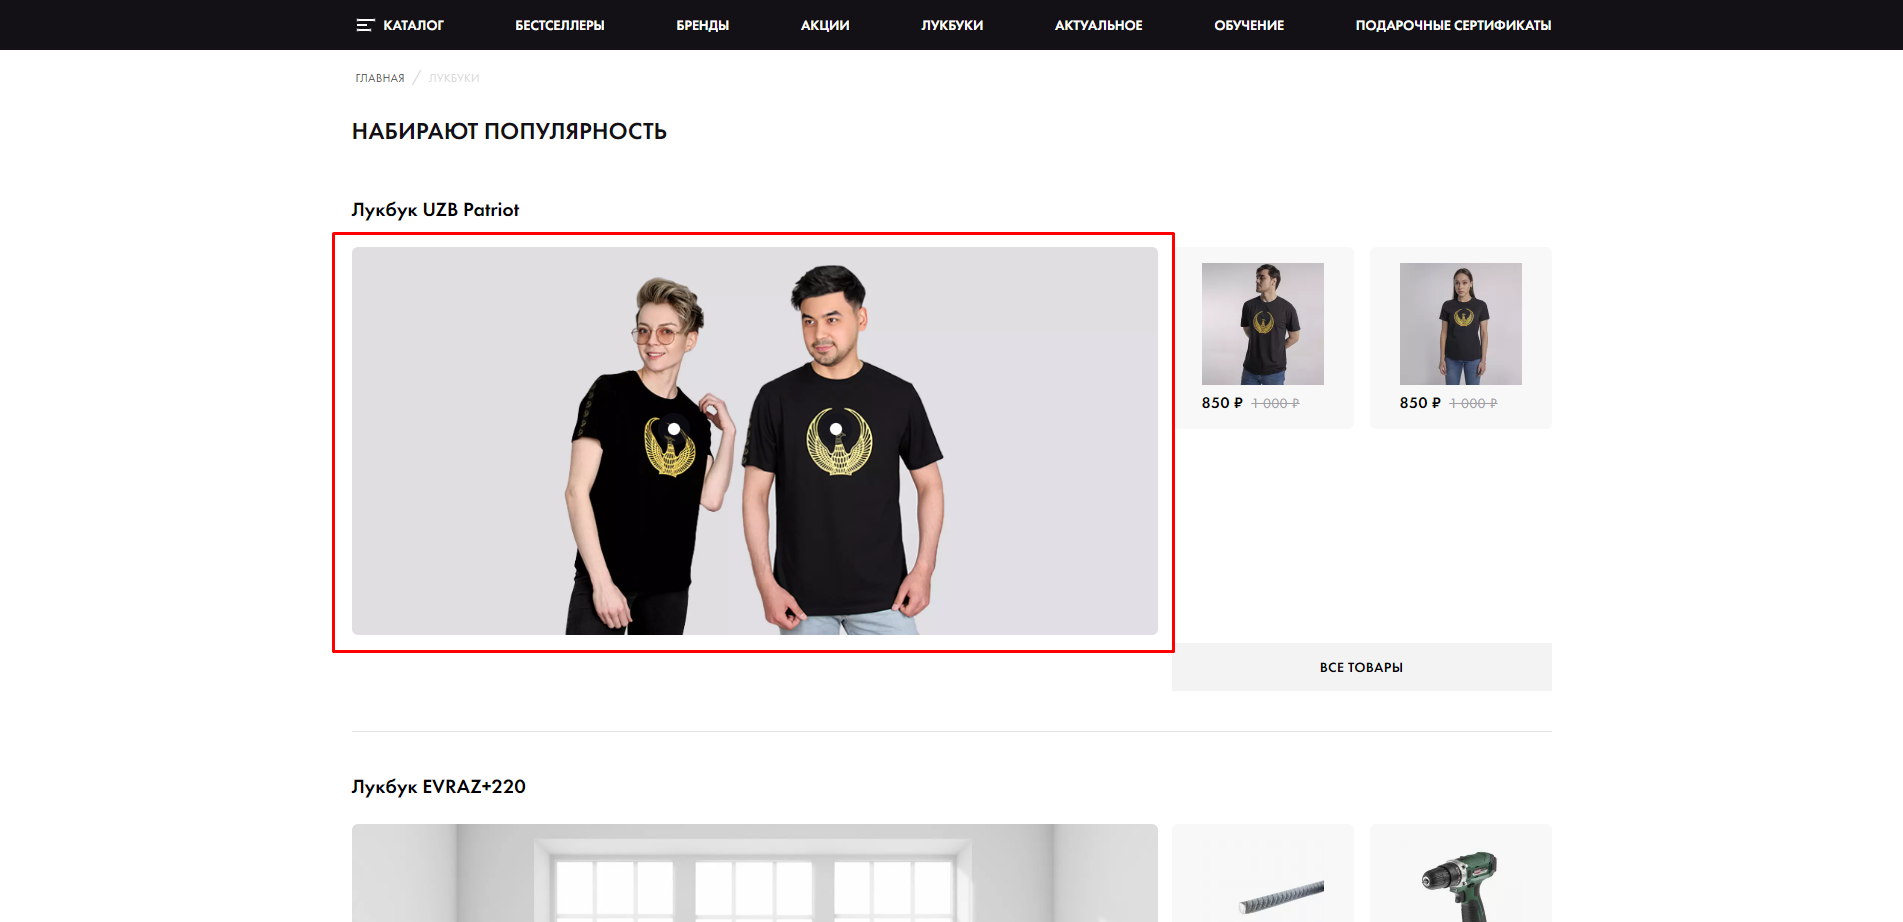 КАТАЛОГ БЕСТСЕЛЛЕРЫ БРЕНДЫ АКЦИИ ЛУКБУКИ АКТУАЛЬНОЕ ОБУЧЕНИЕ ПОДАРОЧНЫЕ СЕРТИФИКАТЫ
ГЛАВНАЯ / ЛУКБУКИ
НАБИРАЮТ ПОПУЛЯРНОСТЬ
Лукбук UZB Patriot
850 ₽ 1 000 ₽
850 ₽ 1 000 ₽
ВСЕ ТОВАРЫ
Лукбук EVRAZ+220